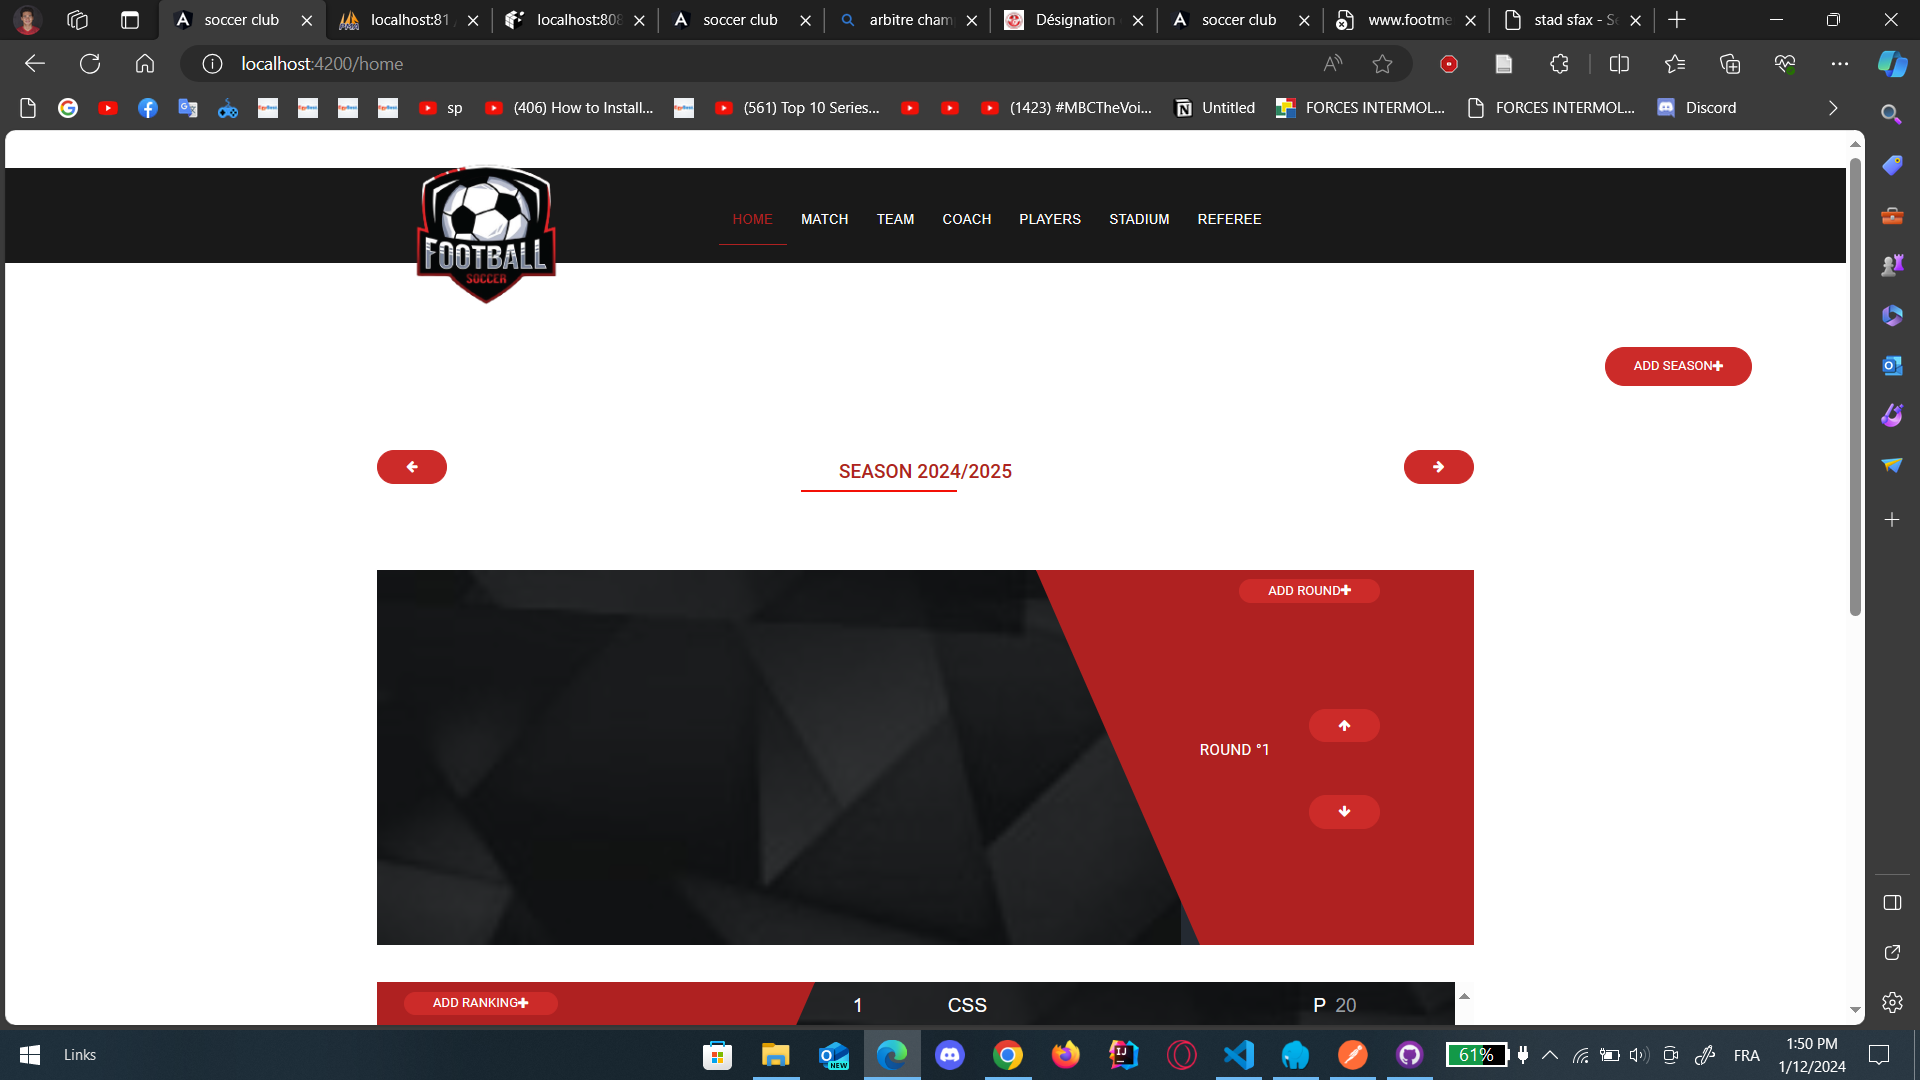 soccer club
localhost:81
localhost:808
soccer club
arbitre cham
Désignation
soccer club
www.footme
stad sfax - Se
localhost:4200/home
sp
(406) How to Install...
(561) Top 10 Series...
(1423) #MBCTheVoi...
Untitled
FORCES INTERMOL...
FORCES INTERMOL...
Discord
FOOTBALL
SOCCER
HOME
MATCH
TEAM
COACH
PLAYERS
STADIUM
REFEREE
ADD SEASON
SEASON 2024/2025
ADD ROUND
ROUND °1
ADD RANKING
1 CSS P 20
Links
61%
FRA
1:50 PM
1/12/2024